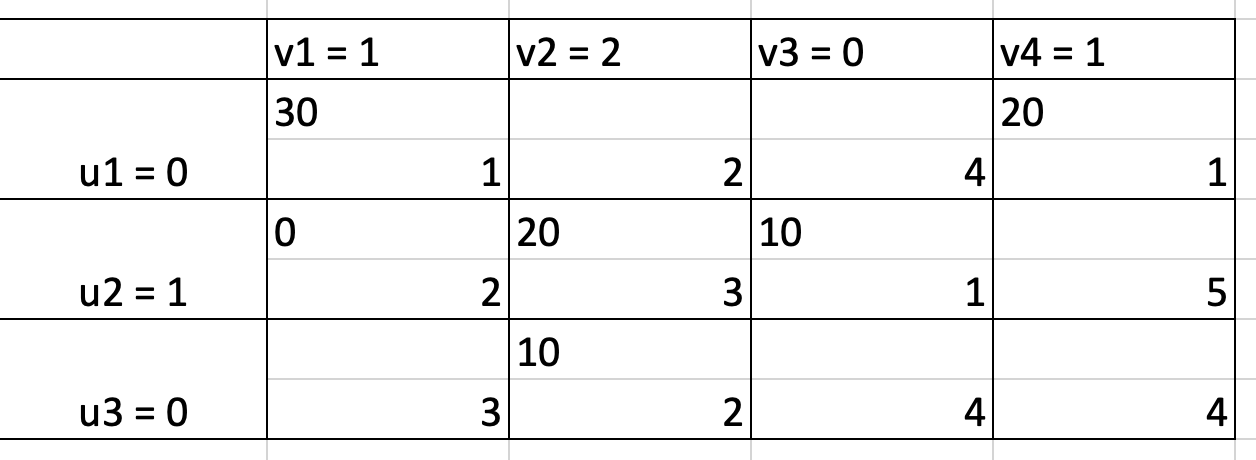 v1 = 1 v2 = 2 v3 = 0 v4 = 1
30 20
u1 = 0 1 2 4 1
0 20 10
u2 = 1 2 3 1 5
10
u3 = 0 3 2 4 4